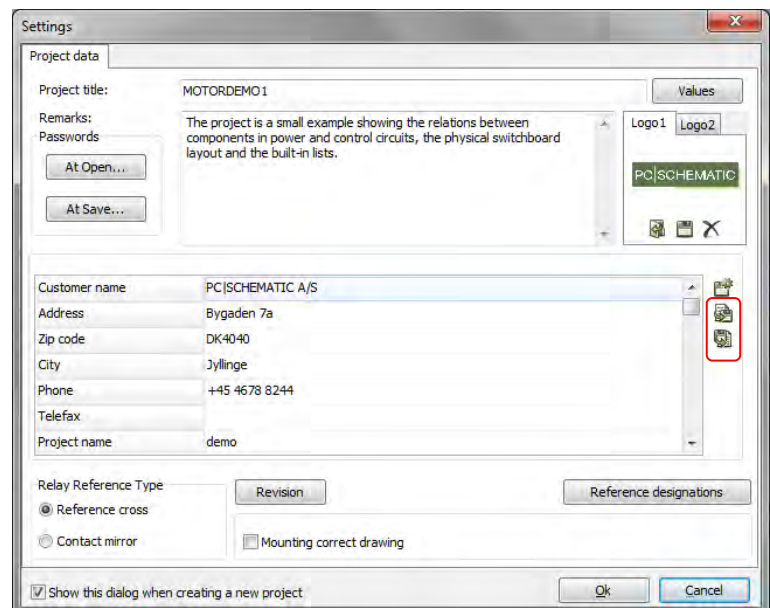 Settings
Project data
Project title:
MOTORDEMO1
Values
Remarks:
Passwords
At Open...
At Save...
The project is a small example showing the relations between
components in power and control circuits, the physical switchboard
layout and the built-in lists.
Logo1
Logo2
PC|SCHEMATIC
Customer name
PC|SCHEMATIC A/S
Address
Bygaden 7a
Zip code
DK4040
City
Jyllinge
Phone
+45 4678 8244
Telefax
Project name
demo
Relay Reference Type
Reference cross
Contact mirror
Revision
Reference designations
Mounting correct drawing
Show this dialog when creating a new project
Ok
Cancel